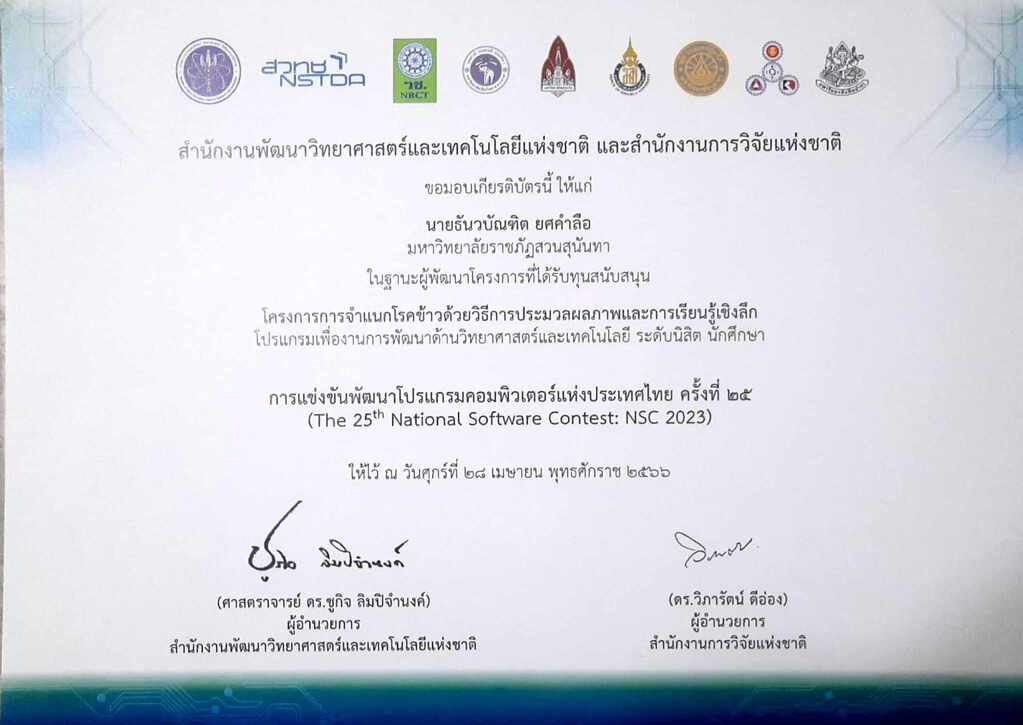 สวทช
NSTDA
วช.
NRCT
สำนักงานพัฒนาวิทยาศาสตร์และเทคโนโลยีแห่งชาติ และสำนักงานการวิจัยแห่งชาติ
ขอมอบเกียรติบัตรนี้ ให้แก่
นายธันวบัณฑิต ยศคำลือ
มหาวิทยาลัยราชภัฏสวนสุนันทา
ในฐานะผู้พัฒนาโครงการที่ได้รับทุนสนับสนุน
โครงการการจำแนกโรคข้าวด้วยวิธีการประมวลผลภาพและการเรียนรู้เชิงลึก
โปรแกรมเพื่องานการพัฒนาด้านวิทยาศาสตร์และเทคโนโลยี ระดับนิสิต นักศึกษา
การแข่งขันพัฒนาโปรแกรมคอมพิวเตอร์แห่งประเทศไทย ครั้งที่ ๒๕
(The 25th National Software Contest: NSC 2023)
ให้ไว้ ณ วันศุกร์ที่ ๒๘ เมษายน พุทธศักราช ๒๕๖๖
ชูกิจ ลิมปิจำนงค์
(ศาสตราจารย์ ดร.ชูกิจ ลิมปิจำนงค์)
ผู้อำนวยการ
สำนักงานพัฒนาวิทยาศาสตร์และเทคโนโลยีแห่งชาติ
(ดร.วิภารัตน์ ดีอ่อง)
ผู้อำนวยการ
สำนักงานการวิจัยแห่งชาติ